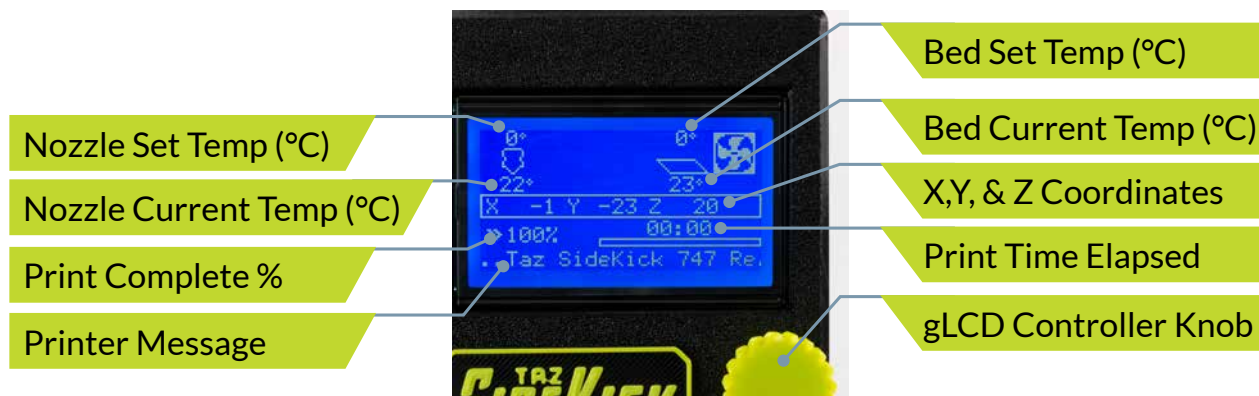 Nozzle Set Temp (°C)
Nozzle Current Temp (°C)
Print Complete %
Printer Message
0°
0°
22°
23°
X -1 Y -23 Z 20
»100%
00:00
..Taz SideKick 747 Re.
TAZ
SIDEKICK
Bed Set Temp (°C)
Bed Current Temp (°C)
X,Y, & Z Coordinates
Print Time Elapsed
gLCD Controller Knob